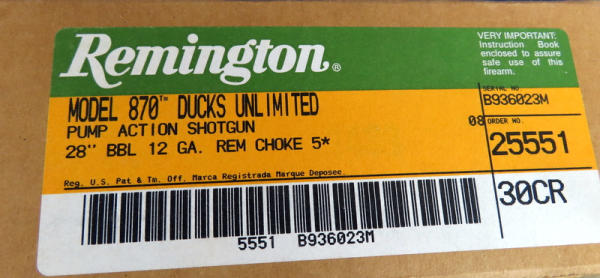 Remington®
VERY IMPORTANT:
Instruction Book
enclosed to assure
safe use of this
firearm.
MODEL 870™ DUCKS UNLIMITED
PUMP ACTION SHOTGUN
28" BBL 12 GA. REM CHOKE 5*
SERIAL NO
B936023M
08
ORDER NO.
25551
Reg. U.S. Pat & Tm. Off. Marca Registrada Marque Deposee.
30CR
5551 B936023M